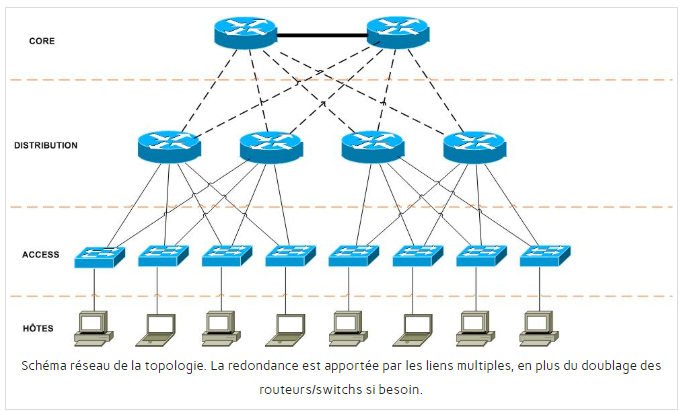 CORE
DISTRIBUTION
ACCESS
HÔTES
Schéma réseau de la topologie. La redondance est apportée par les liens multiples, en plus du doublage des
routeurs/switchs si besoin.